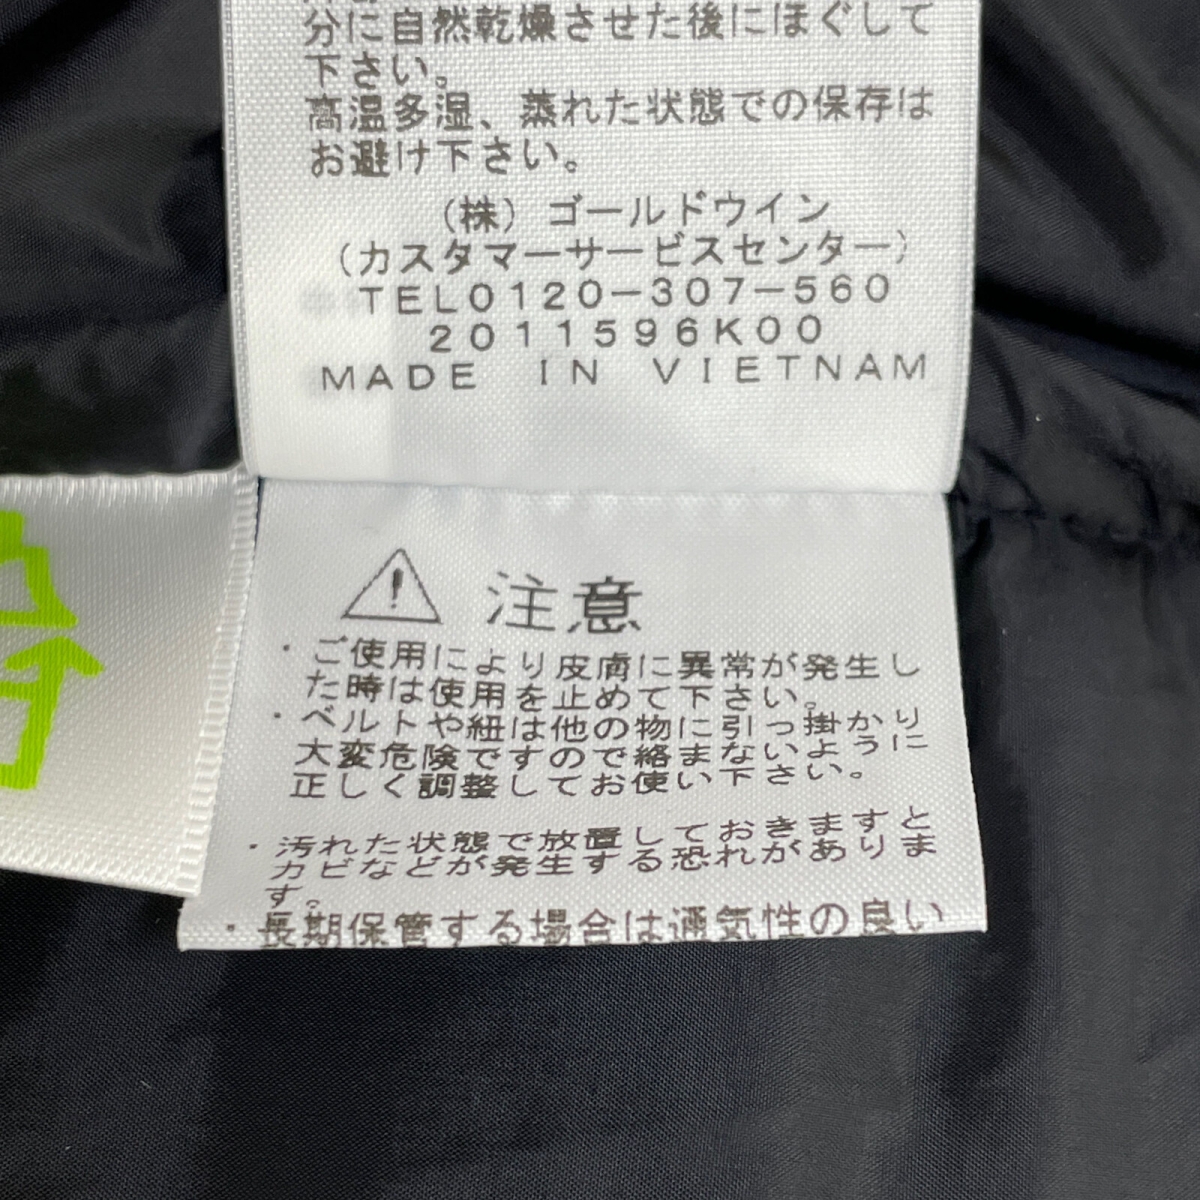 分に自然乾燥させた後にほぐして
下さい。
高温多湿、蒸れた状態での保存は
お避け下さい。
（株）ゴールドウイン
（カスタマーサービスセンター）
TEL0120-307-560
2011596K00
MADE IN VIETNAM
注意
・ご使用により皮膚に異常が発生し
た時は使用を止めて下さい。
・ベルトや紐は他の物に引っ掛かり
大変危険ですので絡まないように
正しく調整してお使い下さい。
・汚れた状態で放置しておきますと
カビなどが発生する恐れがありま
す。
・長期保管する場合は通気性の良い